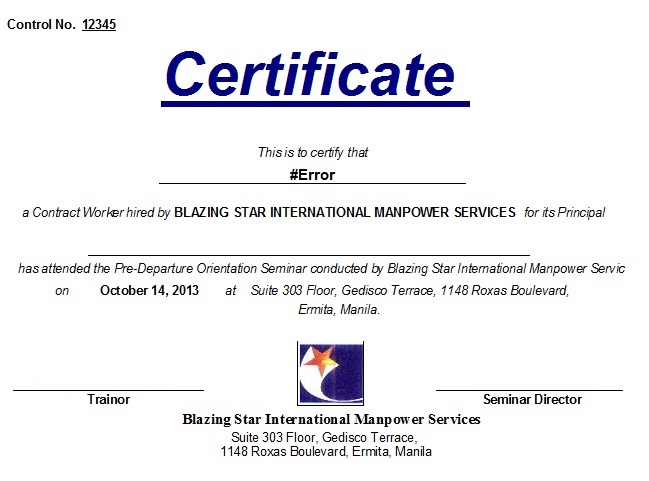 Control No. 12345
Certificate
This is to certify that
#Error
a Contract Worker hired by BLAZING STAR INTERNATIONAL MANPOWER SERVICES for its Principal
has attended the Pre-Departure Orientation Seminar conducted by Blazing Star International Manpower Servic
on October 14, 2013 at Suite 303 Floor, Gedisco Terrace, 1148 Roxas Boulevard,
Ermita, Manila.
Trainor
Seminar Director
Blazing Star International Manpower Services
Suite 303 Floor, Gedisco Terrace,
1148 Roxas Boulevard, Ermita, Manila